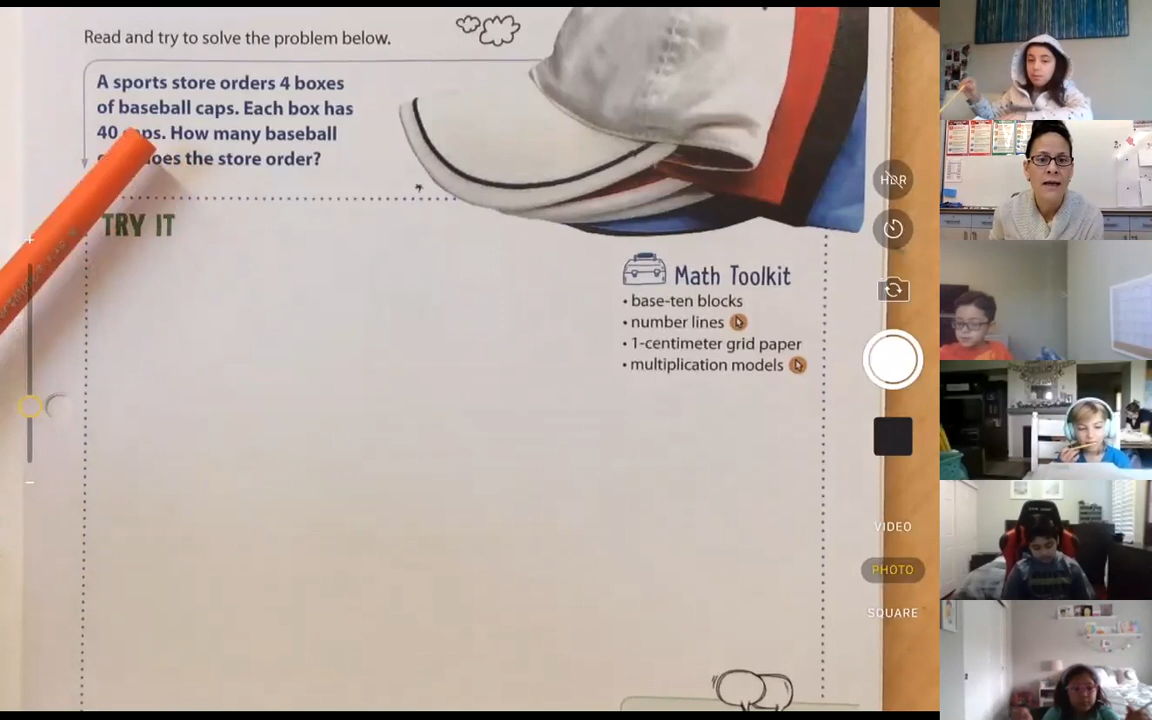 Read and try to solve the problem below.
A sports store orders 4 boxes
of baseball caps. Each box has
40 caps. How many baseball
does the store order?
TRY IT
Math Toolkit
• base-ten blocks
• number lines
• 1-centimeter grid paper
• multiplication models
HDR
VIDEO
PHOTO
SQUARE